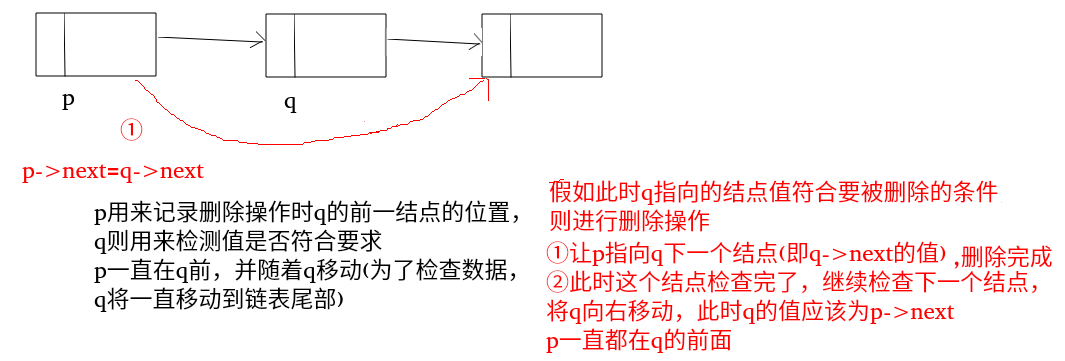 p
q
①
p->next=q->next
p用来记录删除操作时q的前一结点的位置，
q则用来检测值是否符合要求
p一直在q前，并随着q移动(为了检查数据，
q将一直移动到链表尾部)
假如此时q指向的结点值符合要被删除的条件
则进行删除操作
①让p指向q下一个结点(即q->next的值) ,删除完成
②此时这个结点检查完了，继续检查下一个结点，
将q向右移动，此时q的值应该为p->next
p一直都在q的前面